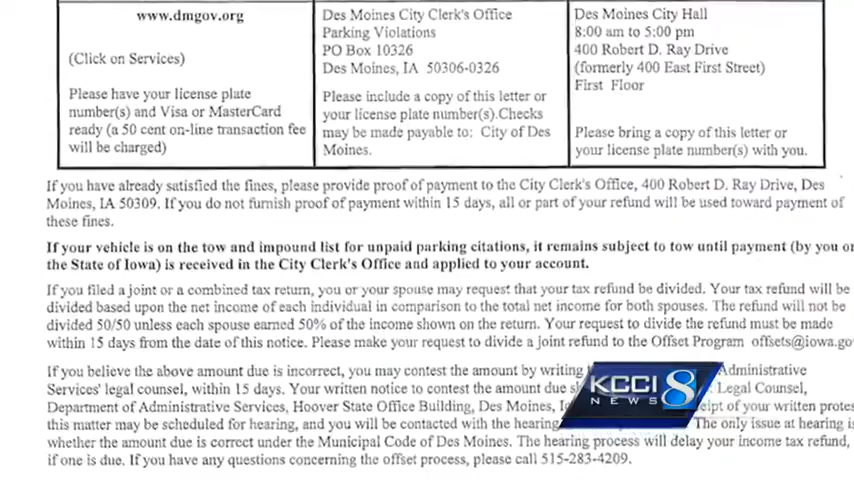 www.dmgov.org
(Click on Services)
Please have your license plate
number(s) and Visa or MasterCard
ready (a 50 cent on-line transaction fee
will be charged)
Des Moines City Clerk's Office
Parking Violations
PO Box 10326
Des Moines, IA 50306-0326
Please include a copy of this letter or
your license plate number(s).Checks
may be made payable to: City of Des
Moines.
Des Moines City Hall
8:00 am to 5:00 pm
400 Robert D. Ray Drive
(formerly 400 East First Street)
First Floor
Please bring a copy of this letter or
your license plate number(s) with you.
If you have already satisfied the fines, please provide proof of payment to the City Clerk's Office, 400 Robert D. Ray Drive, Des
Moines, IA 50309. If you do not furnish proof of payment within 15 days, all or part of your refund will be used toward payment of
these fines.
If your vehicle is on the tow and impound list for unpaid parking citations, it remains subject to tow until payment (by you or
the State of Iowa) is received in the City Clerk's Office and applied to your account.
If you filed a joint or a combined tax return, you or your spouse may request that your tax refund be divided. Your tax refund will be
divided based upon the net income of each individual in comparison to the total net income for both spouses. The refund will not be
divided 50/50 unless each spouse earned 50% of the income shown on the return. Your request to divide the refund must be made
within 15 days from the date of this notice. Please make your request to divide a joint refund to the Offset Program offsets@iowa.gov
If you believe the above amount due is incorrect, you may contest the amount by writing Administrative
Services' legal counsel, within 15 days. Your written notice to contest the amount due Legal Counsel,
Department of Administrative Services, Hoover State Office Building, Des Moines, of your written protes
this matter may be scheduled for hearing, and you will be contacted with the hearing The only issue at hearing is
whether the amount due is correct under the Municipal Code of Des Moines. The hearing process will delay your income tax refund,
if one is due. If you have any questions concerning the offset process, please call 515-283-4209.
KCCI 8
NEWS